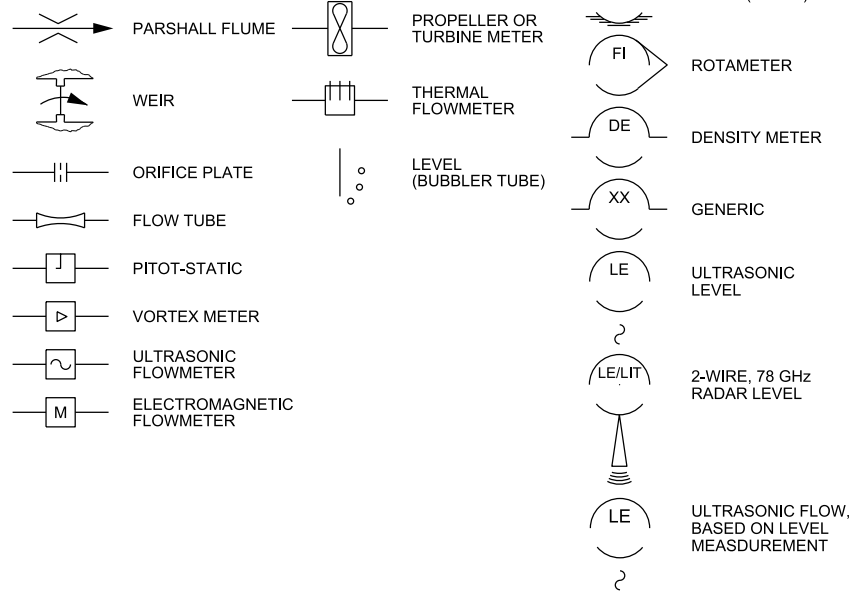 PARSHALL FLUME
WEIR
ORIFICE PLATE
FLOW TUBE
PITOT-STATIC
VORTEX METER
ULTRASONIC
FLOWMETER
M
ELECTROMAGNETIC
FLOWMETER
PROPELLER OR
TURBINE METER
THERMAL
FLOWMETER
LEVEL
(BUBBLER TUBE)
FI
ROTAMETER
DE
DENSITY METER
XX
GENERIC
LE
ULTRASONIC
LEVEL
LE/LIT
2-WIRE, 78 GHz
RADAR LEVEL
LE
ULTRASONIC FLOW,
BASED ON LEVEL
MEASDUREMENT